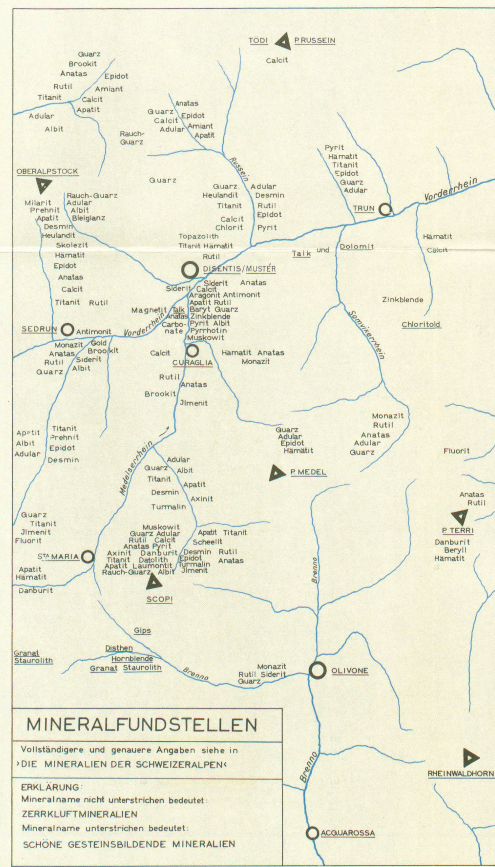 TÖDI P. RUSSEIN
Calcit
Quarz
Brookit
Anatas Epidot
Rutil Amiant
Titanit Calcit
Apatit
Adular
Albit
Anatas
Quarz Epidot
Calcit Amiant
Adular Apatit
Rauch-
Quarz
Russein
Pyrit
Hämatit
Titanit
Epidot
Quarz
Adular
Vorderrhein
TRUN
OBERALPSTOCK
Milarit
Prehnit
Apatit
Desmin
Heulandit
Skolezit
Hämatit
Epidot
Anatas
Calcit
Titanit Rutil
Rauch-Quarz
Adular
Albit
Bleiglanz
Quarz
Quarz Adular
Heulandit Desmin
Titanit Rutil
Epidot
Calcit
Chlorit Pyrit
Topazolith
Titanit Hämatit
Rutil
DISENTIS/MUSTÉR
Talk und Dolomit
Hämatit
Calcit
Zinkblende
Chloritoid
Somvixerrhein
Siderit Anatas
Siderit Calcit
Aragonit Antimonit
Apatit Rutil
Magnetit Talk Baryt Quarz
Anatas Zinkblende
Carbo- Pyrit Albit
nate Pyrrhotin
Muskowit
SEDRUN
Antimonit
Vorderrhein
Monazit Gold
Anatas Brookit
Rutil Siderit
Quarz Albit
Calcit
CURAGLIA
Hämatit Anatas
Monazit
Rutil
Anatas
Brookit
Jlmenit
Apatit Titanit
Albit Prehnit
Adular Epidot
Desmin
Medelserrhein
Adular
Quarz Albit
Titanit
Apatit
Desmin
Axinit
Turmalin
Quarz
Adular
Epidot
Hämatit
P. MEDEL
Monazit
Rutil
Anatas
Adular
Quarz
Fluorit
Anatas
Rutil
P. TERRI
Danburit
Beryll
Hämatit
Quarz
Titanit
Jlmenit
Fluorit
STA MARIA
Apatit
Hämatit
Danburit
Muskowit
Quarz Adular
Rutil Calcit
Anatas Pyrit
Axinit Danburit
Titanit Datolith
Apatit Laumontit
Rauch-Quarz Albit
Apatit Titanit
Scheelit
Desmin Rutil
Epidot
Turmalin Anatas
Jlmenit
SCOPI
Brenno
Gips
Granat
Staurolith
Disthen
Hornblende
Granat Staurolith
Brenno
Monazit
Rutil Siderit
Quarz
OLIVONE
Brenno
RHEINWALDHORN
ACQUAROSSA
MINERALFUNDSTELLEN
Vollständigere und genauere Angaben siehe in
›DIE MINERALIEN DER SCHWEIZERALPEN‹
ERKLÄRUNG:
Mineralname nicht unterstrichen bedeutet:
ZERRKLUFTMINERALIEN
Mineralname unterstrichen bedeutet:
SCHÖNE GESTEINSBILDENDE MINERALIEN